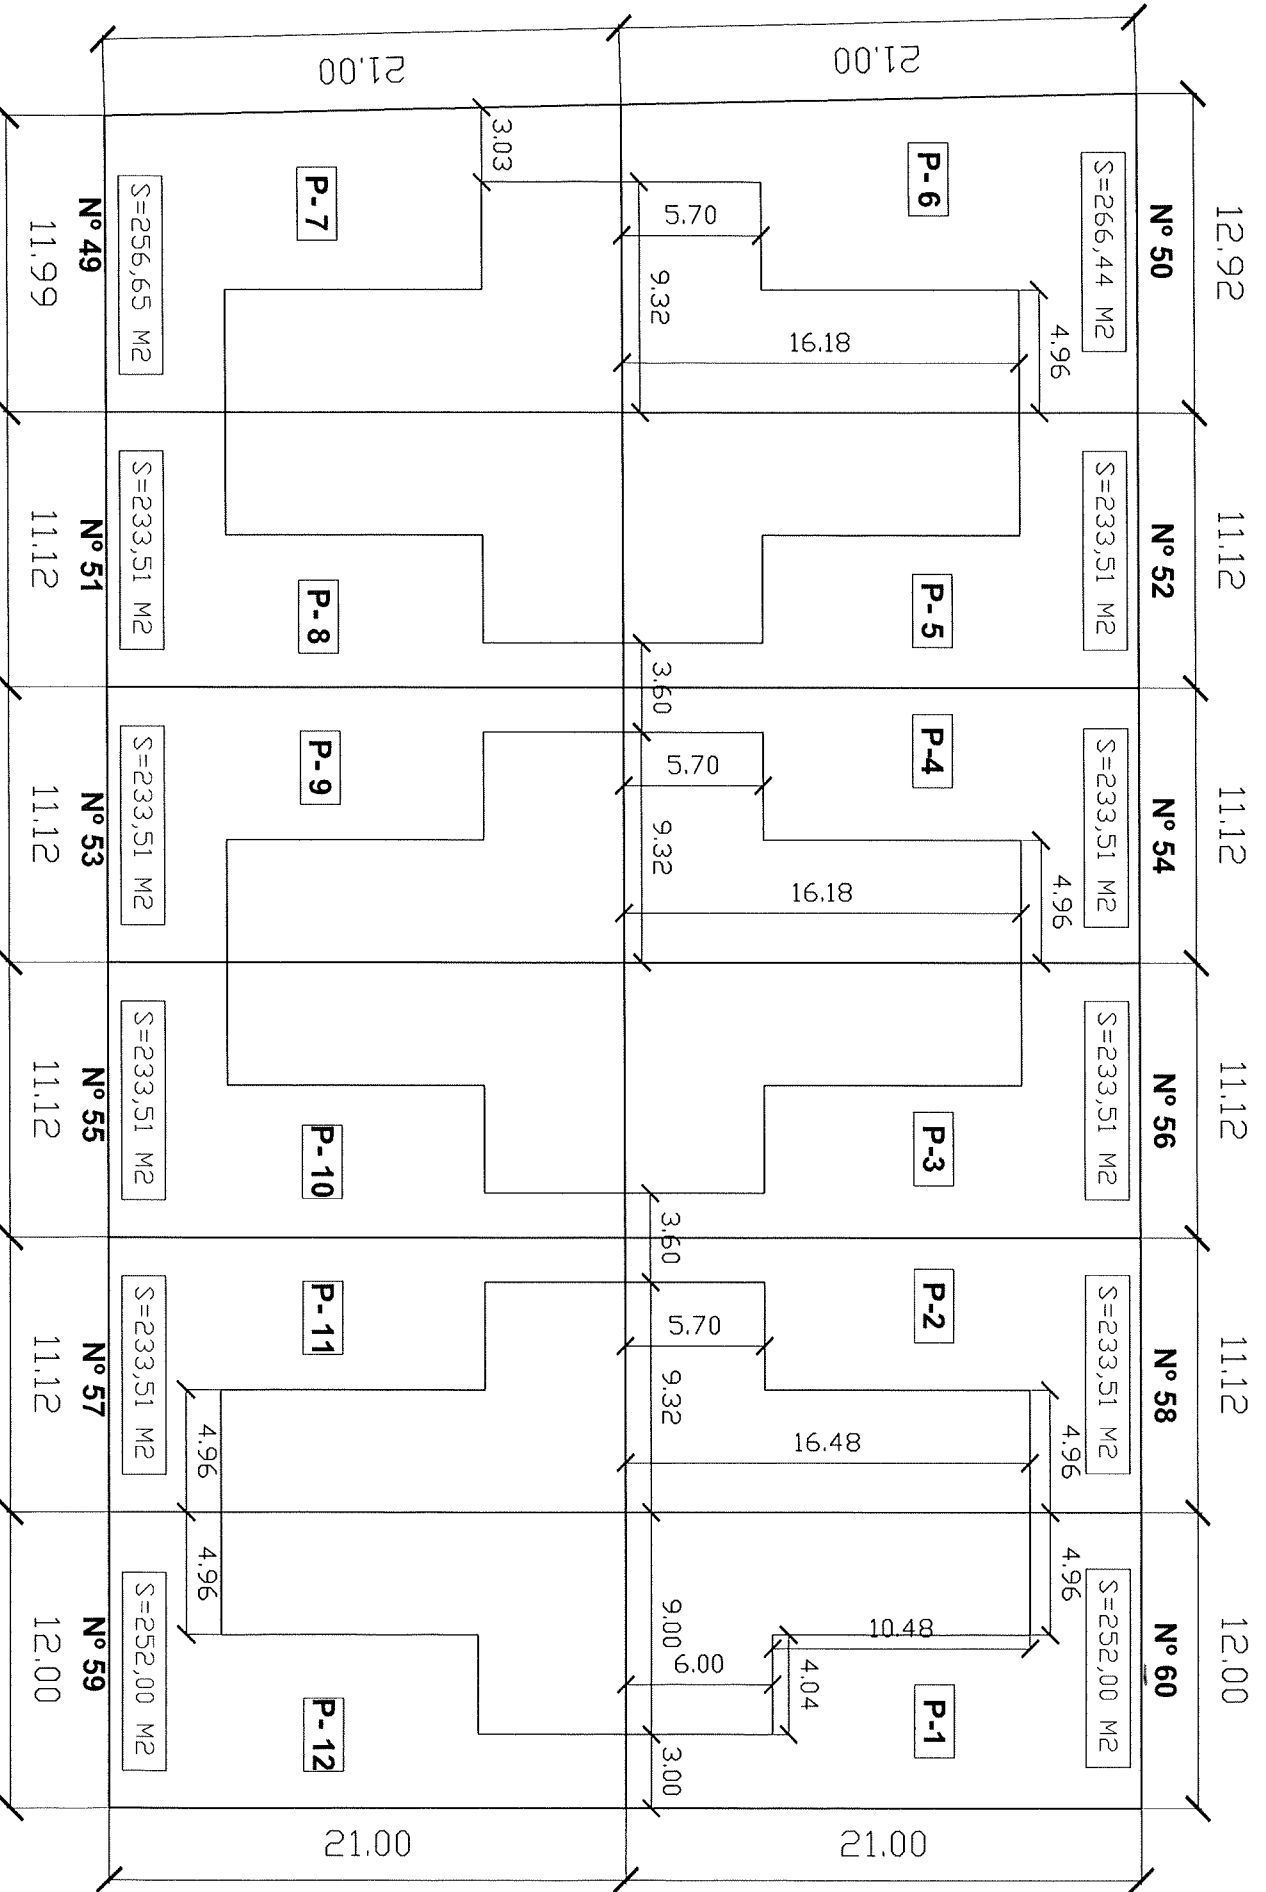 12.92
11.12
11.12
11.12
11.12
12.00
Nº 50
Nº 52
Nº 54
Nº 56
Nº 58
Nº 60
S=266,44 M2
S=233,51 M2
S=233,51 M2
S=233,51 M2
S=233,51 M2
S=252,00 M2
4.96
4.96
4.96
4.96
P- 6
P- 5
P-4
P-3
P-2
P-1
21.00
21.00
16.18
16.18
16.48
10.48
4.04
5.70
5.70
5.70
6.00
9.32
3.60
9.32
3.60
9.32
9.00
3.00
3.03
21.00
21.00
P- 7
P- 8
P- 9
P- 10
P- 11
P- 12
4.96
4.96
S=256,65 M2
S=233,51 M2
S=233,51 M2
S=233,51 M2
S=233,51 M2
S=252,00 M2
Nº 49
Nº 51
Nº 53
Nº 55
Nº 57
Nº 59
11.99
11.12
11.12
11.12
11.12
12.00